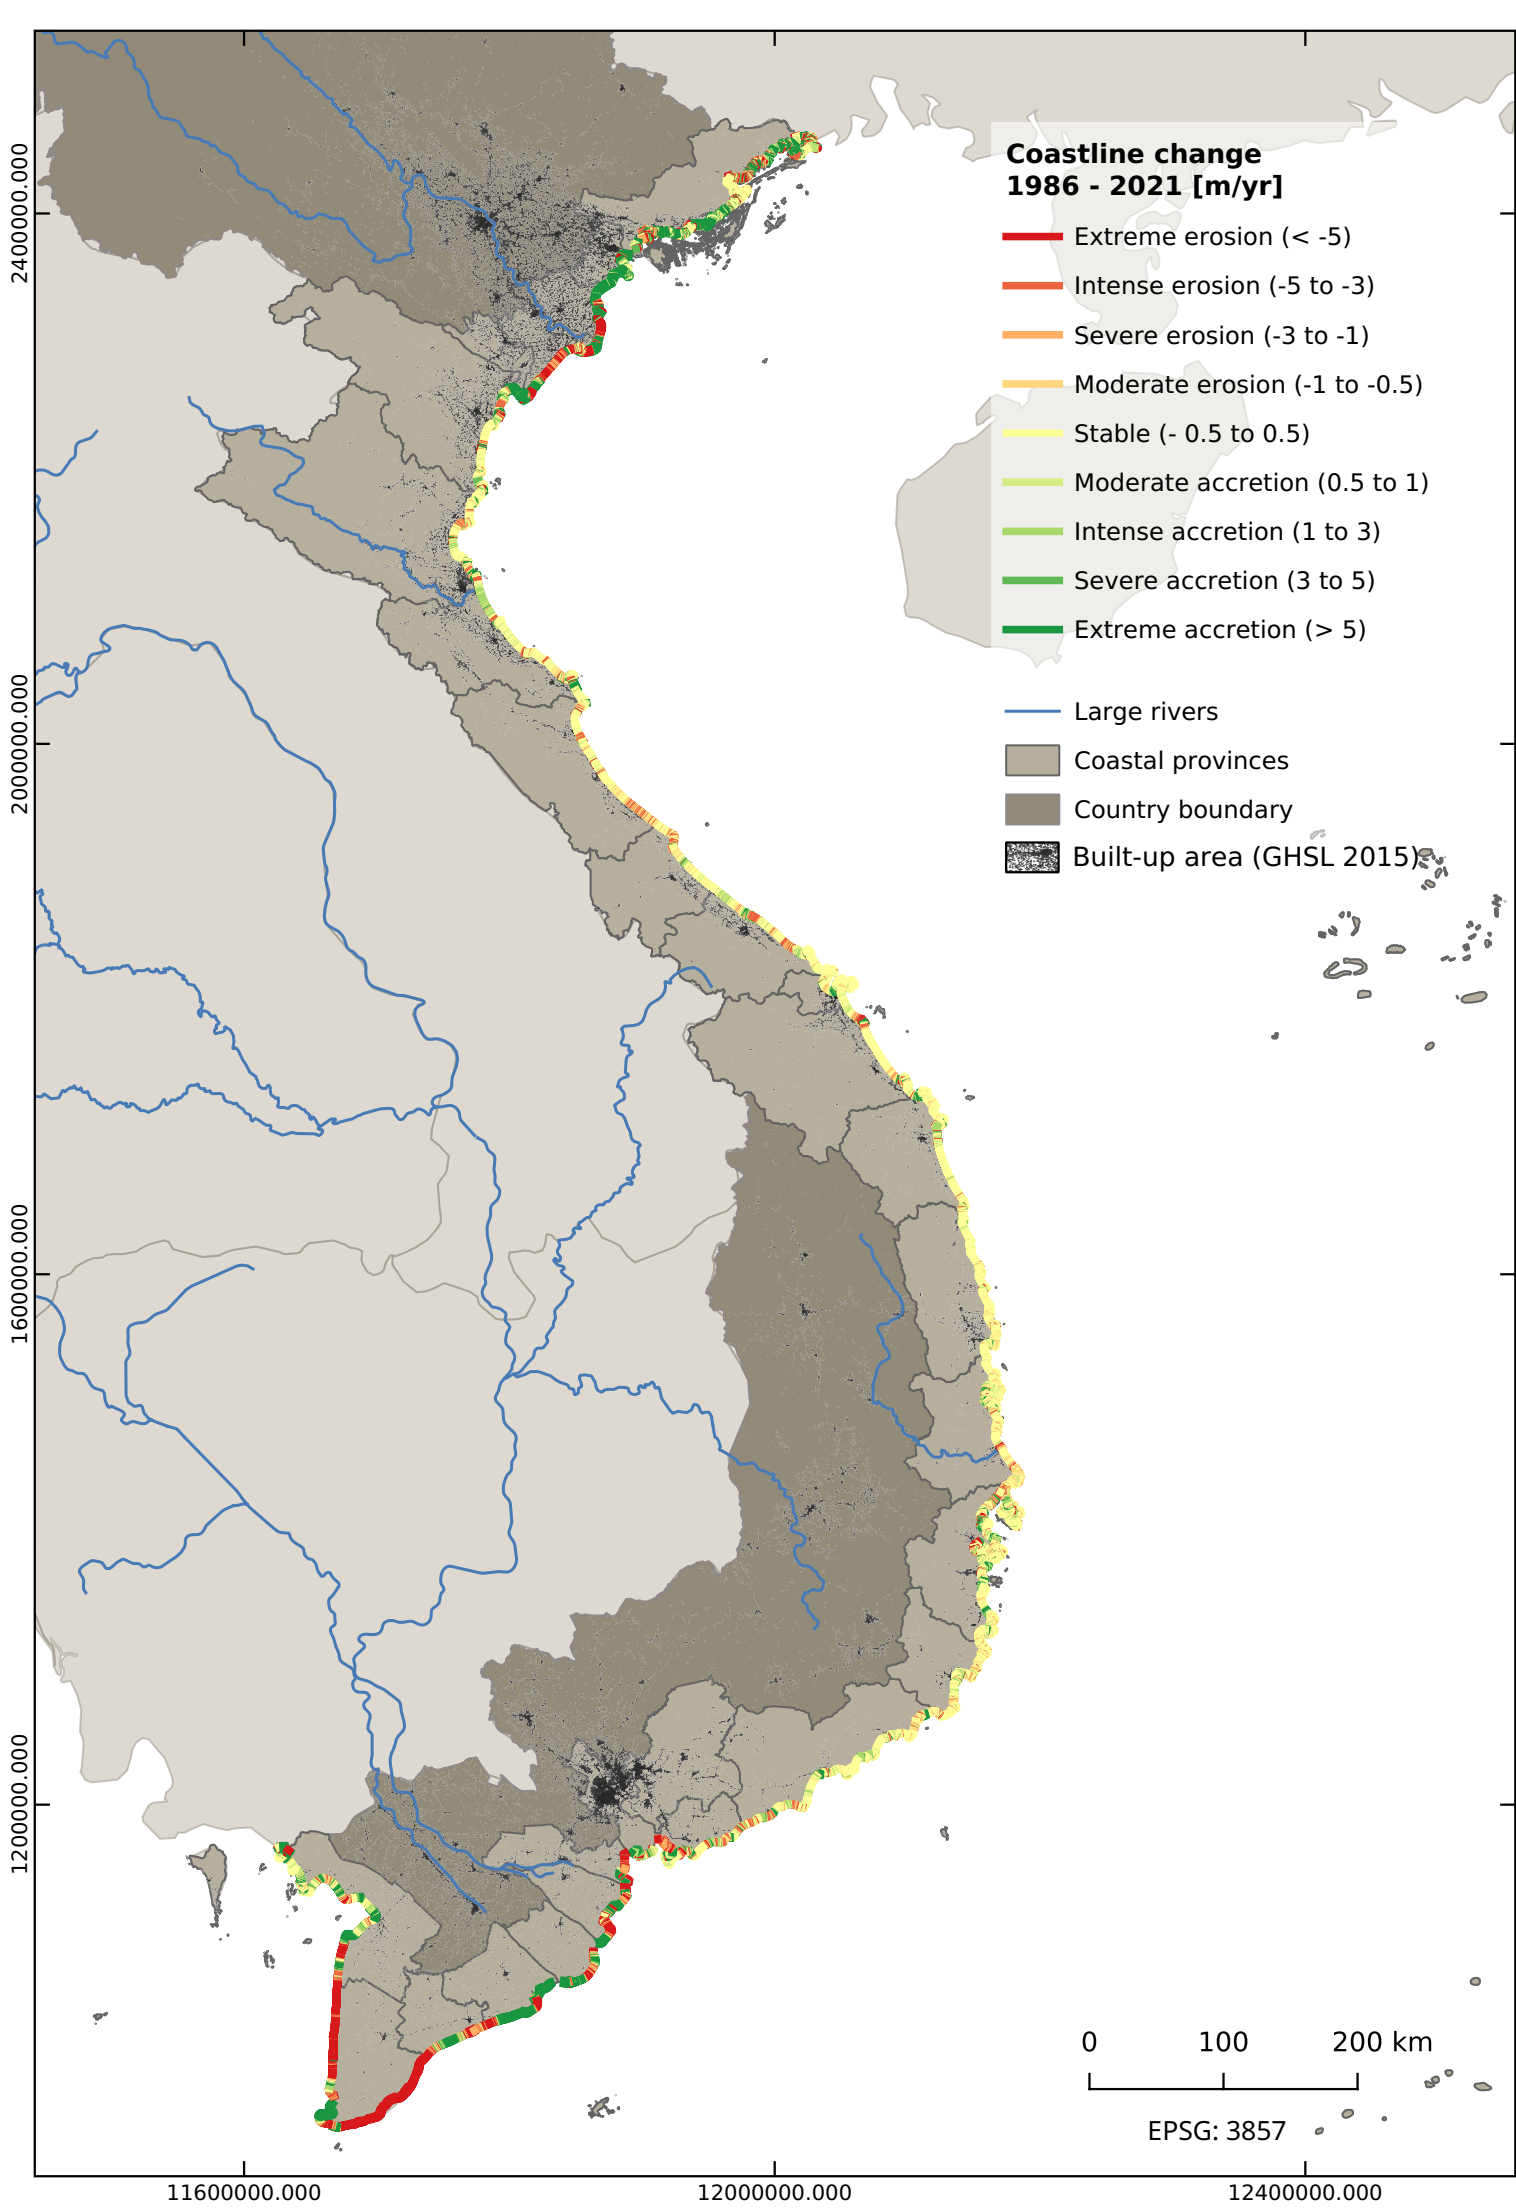 Coastline change
1986 - 2021 [m/yr]
Extreme erosion (< -5)
Intense erosion (-5 to -3)
Severe erosion (-3 to -1)
Moderate erosion (-1 to -0.5)
Stable (- 0.5 to 0.5)
Moderate accretion (0.5 to 1)
Intense accretion (1 to 3)
Severe accretion (3 to 5)
Extreme accretion (> 5)
Large rivers
Coastal provinces
Country boundary
Built-up area (GHSL 2015)
2400000.000
2000000.000
1600000.000
1200000.000
0 100 200 km
EPSG: 3857
11600000.000 12000000.000 12400000.000